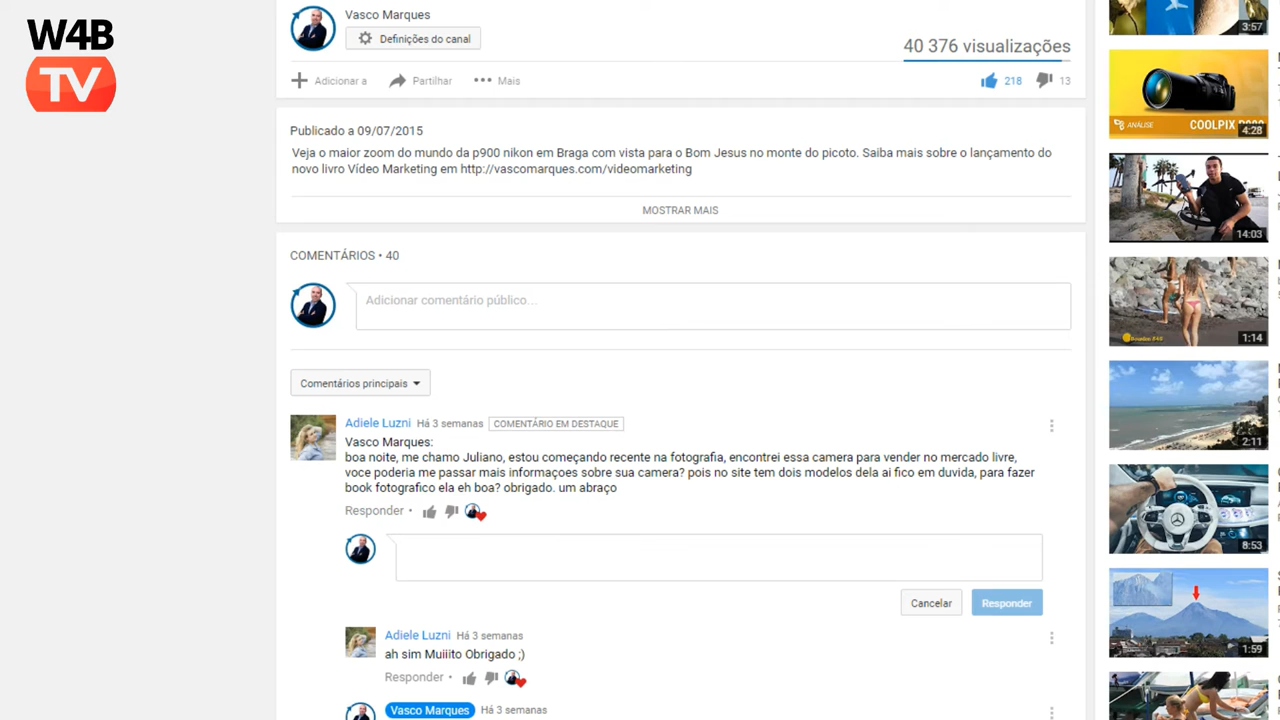 W4B
TV
Vasco Marques
Definições do canal
40 376 visualizações
Adicionar a
Partilhar
Mais
218
13
Publicado a 09/07/2015
Veja o maior zoom do mundo da p900 nikon em Braga com vista para o Bom Jesus no monte do picoto. Saiba mais sobre o lançamento do
novo livro Vídeo Marketing em http://vascomarques.com/videomarketing
MOSTRAR MAIS
COMENTÁRIOS • 40
Adicionar comentário público...
Comentários principais
Adiele Luzni Há 3 semanas COMENTÁRIO EM DESTAQUE
Vasco Marques:
boa noite, me chamo Juliano, estou começando recente na fotografia, encontrei essa camera para vender no mercado livre,
voce poderia me passar mais informaçoes sobre sua camera? pois no site tem dois modelos dela ai fico em duvida, para fazer
book fotografico ela eh boa? obrigado. um abraço
Responder •
Cancelar
Responder
Adiele Luzni Há 3 semanas
ah sim Muiiito Obrigado ;)
Responder •
Vasco Marques Há 3 semanas
3:57
ANÁLISE
COOLPIX
4:28
14:03
1:14
2:11
8:53
1:59